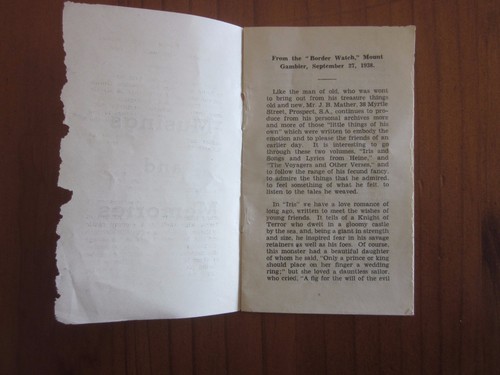 From the "Border Watch," Mount
Gambier, September 27, 1938.
Like the man of old, who was wont
to bring out from his treasure things
old and new, Mr. J. B. Mather, 38 Myrtle
Street, Prospect, S.A., continues to pro-
duce from his personal archives more
and more of those "little things of his
own" which were written to embody the
emotion and to please the friends of an
earlier day. It is interesting to go
through these two volumes, "Iris and
Songs and Lyrics from Heine," and
"The Voyagers and Other Verses," and
to follow the range of his fecund fancy,
to admire the things that he admired,
to feel something of what he felt, to
listen to the tales he weaved.
In "Iris" we have a love romance of
long ago, written to meet the wishes of
young friends. It tells of a Knight of
Terror who dwelt in a gloomy castle
by the sea, and, being a giant in strength
and size, he inspired fear in his savage
retainers as well as his foes. Of course,
this monster had a beautiful daughter
of whom he said, "Only a prince or king
should place on her finger a wedding
ring;" but she loved a dauntless sailor,
who cried, "A fig for the will of the evil
Musings
and
Memories